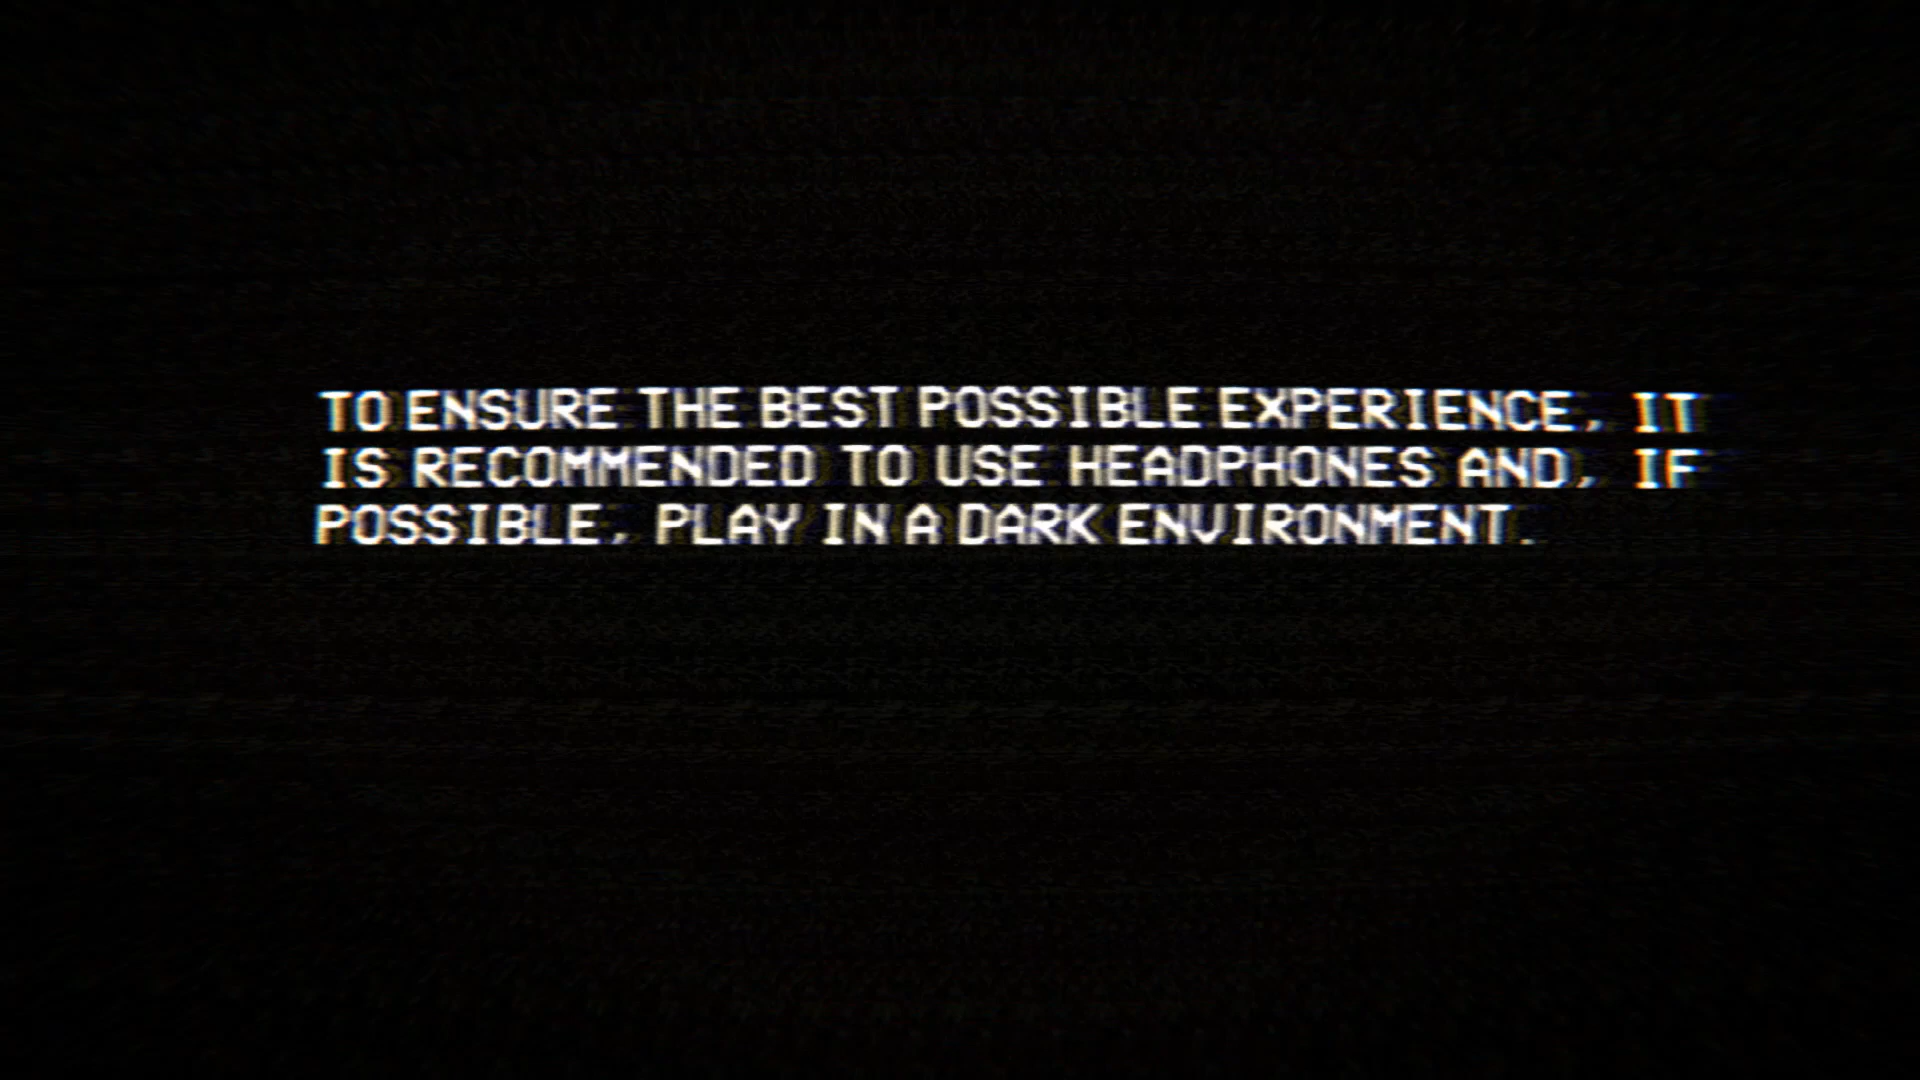 TO ENSURE THE BEST POSSIBLE EXPERIENCE, IT
IS RECOMMENDED TO USE HEADPHONES AND, IF
POSSIBLE, PLAY IN A DARK ENVIRONMENT.